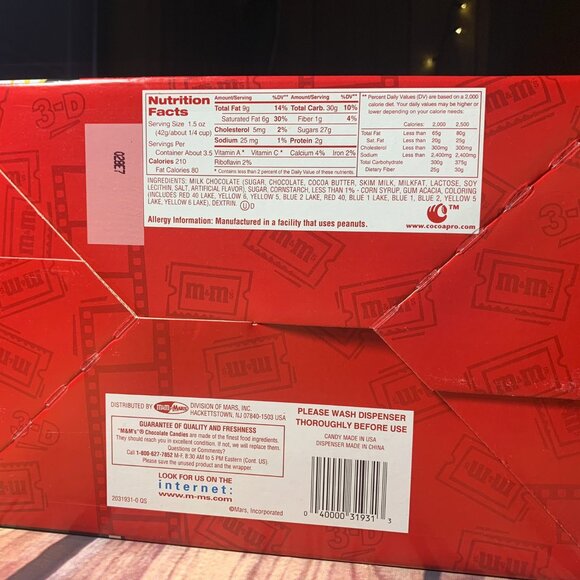 3-D
Nutrition Facts
Serving Size 1.5 oz
(42g/about 1/4 cup)
Servings Per
Container About 3.5
Calories 210
Fat Calories 80
Amount/Serving %DV** Amount/Serving %DV**
Total Fat 9g 14% Total Carb. 30g 10%
Saturated Fat 6g 30% Fiber 1g 4%
Cholesterol 5mg 2% Sugars 27g
Sodium 25 mg 1% Protein 2g
Vitamin A * Vitamin C * Calcium 4% Iron 2%
Riboflavin 2%
* Contains less than 2 percent of the Daily Value of these nutrients.
** Percent Daily Values (DV) are based on a 2,000
calorie diet. Your daily values may be higher or
lower depending on your calorie needs.
Calories: 2,000 2,500
Total Fat Less than 65g 80g
Sat. Fat Less than 20g 25g
Cholesterol Less than 300mg 300mg
Sodium Less than 2,400mg 2,400mg
Total Carbohydrate 300g 375g
Dietary Fiber 25g 30g
INGREDIENTS: MILK CHOCOLATE (SUGAR, CHOCOLATE, COCOA BUTTER, SKIM MILK, MILKFAT, LACTOSE, SOY
LECITHIN, SALT, ARTIFICIAL FLAVOR), SUGAR, CORNSTARCH, LESS THAN 1% - CORN SYRUP, GUM ACACIA, COLORING
(INCLUDES RED 40 LAKE, YELLOW 6, YELLOW 5, BLUE 2 LAKE, RED 40, BLUE 1 LAKE, BLUE 1, BLUE 2, YELLOW 5
LAKE, YELLOW 6 LAKE), DEXTRIN. ⓊD
Allergy Information: Manufactured in a facility that uses peanuts.
TM
www.cocoapro.com
m&m's
DISTRIBUTED BY m&m Mars DIVISION OF MARS, INC.
HACKETTSTOWN, NJ 07840-1503 USA
GUARANTEE OF QUALITY AND FRESHNESS
"M&M's"® Chocolate Candies are made of the finest food ingredients.
They should reach you in excellent condition. If not, we will replace them.
Questions or Comments?
Call 1-800-627-7852 M-F, 8:30 AM to 5 PM Eastern (Cont. US).
Please save the unused product and the wrapper.
LOOK FOR US ON THE
internet:
www.m-ms.com
2031931-0 QS
©Mars, Incorporated
PLEASE WASH DISPENSER
THOROUGHLY BEFORE USE
CANDY MADE IN USA
DISPENSER MADE IN CHINA
0 40000 31931 3